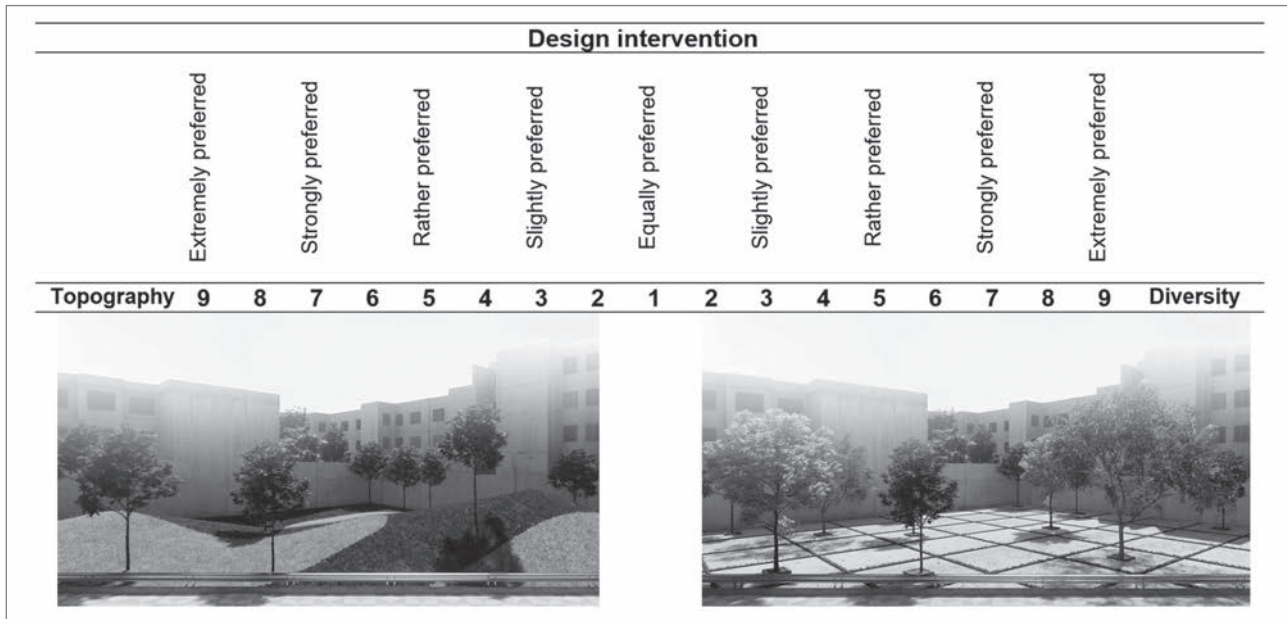 Design intervention
Extremely preferred
Strongly preferred
Rather preferred
Slightly preferred
Equally preferred
Slightly preferred
Rather preferred
Strongly preferred
Extremely preferred
Topography 9 8 7 6 5 4 3 2 1 2 3 4 5 6 7 8 9 Diversity